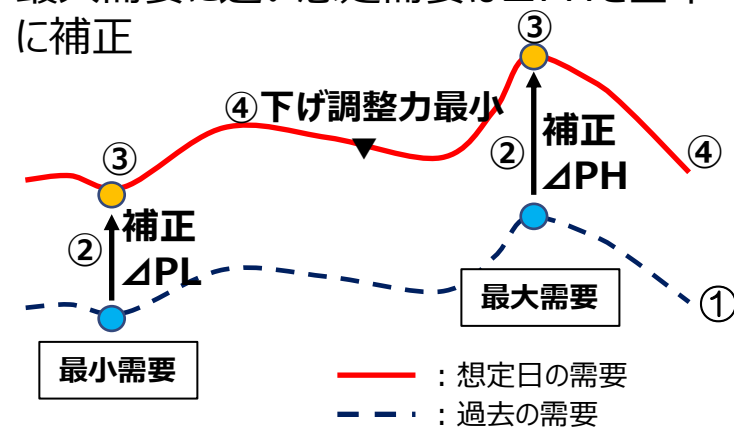 に補正
③
④下げ調整力最小
③
補正
②
⊿PH
④
補正
②
⊿PL
最大需要
①
最小需要
：想定日の需要
：過去の需要